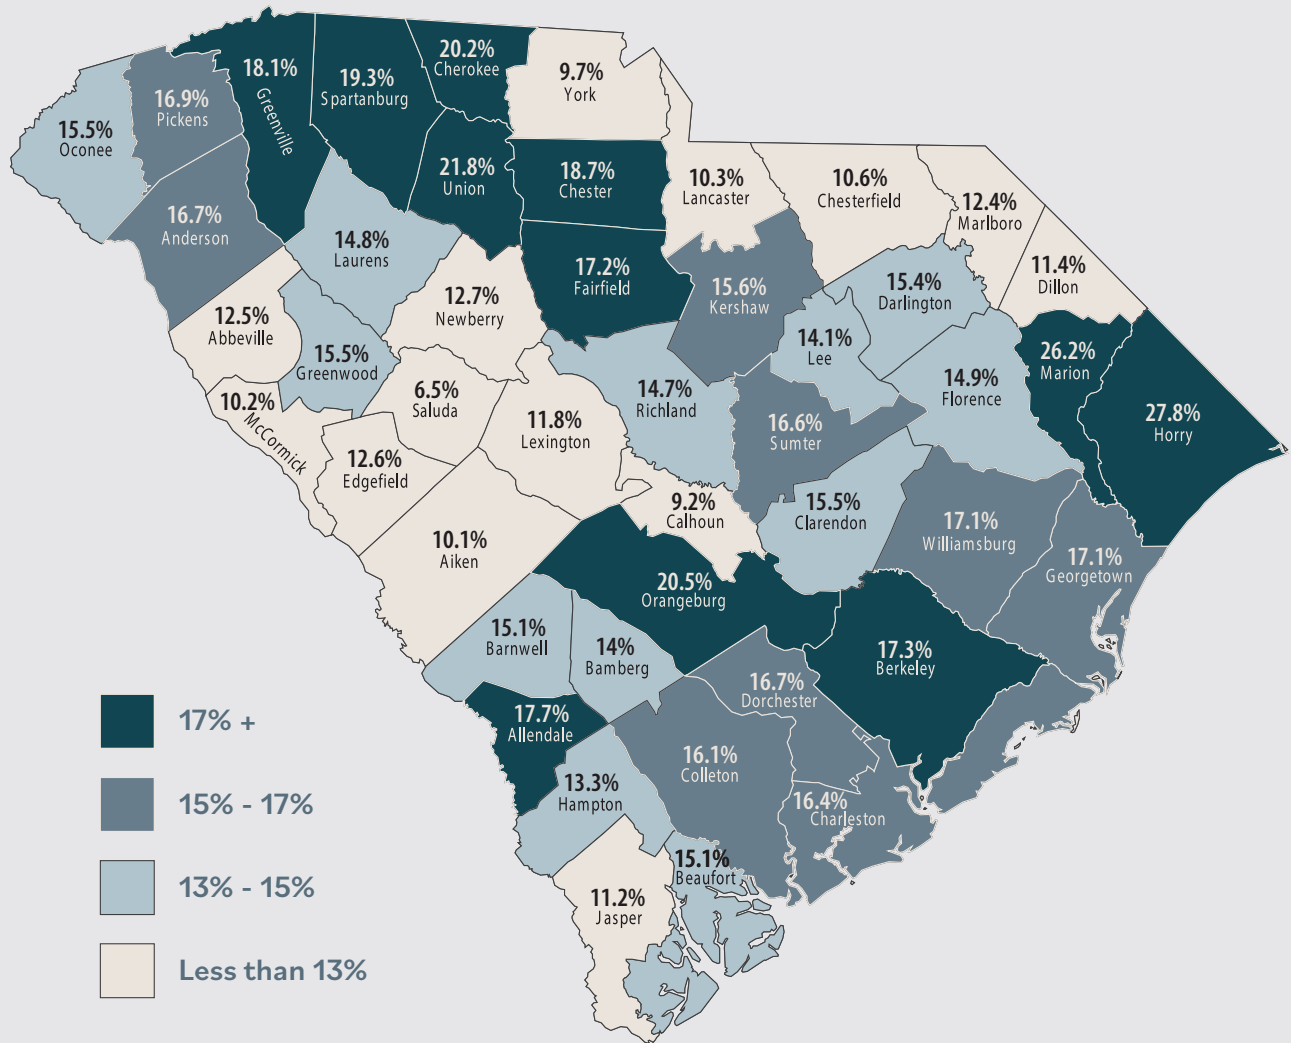 20.2%
Cherokee
18.1%
Greenville
19.3%
Spartanburg
9.7%
York
16.9%
Pickens
15.5%
Oconee
21.8%
Union
18.7%
Chester
10.3%
Lancaster
10.6%
Chesterfield
12.4%
Marlboro
16.7%
Anderson
14.8%
Laurens
17.2%
Fairfield
15.6%
Kershaw
15.4%
Darlington
11.4%
Dillon
12.7%
Newberry
12.5%
Abbeville
15.5%
Greenwood
14.1%
Lee
26.2%
Marion
6.5%
Saluda
14.7%
Richland
14.9%
Florence
10.2%
McCormick
11.8%
Lexington
16.6%
Sumter
27.8%
Horry
12.6%
Edgefield
9.2%
Calhoun
15.5%
Clarendon
17.1%
Williamsburg
10.1%
Aiken
17.1%
Georgetown
20.5%
Orangeburg
15.1%
Barnwell
14%
Bamberg
17.3%
Berkeley
16.7%
Dorchester
17.7%
Allendale
16.1%
Colleton
13.3%
Hampton
16.4%
Charleston
15.1%
Beaufort
11.2%
Jasper
17% +
15% - 17%
13% - 15%
Less than 13%